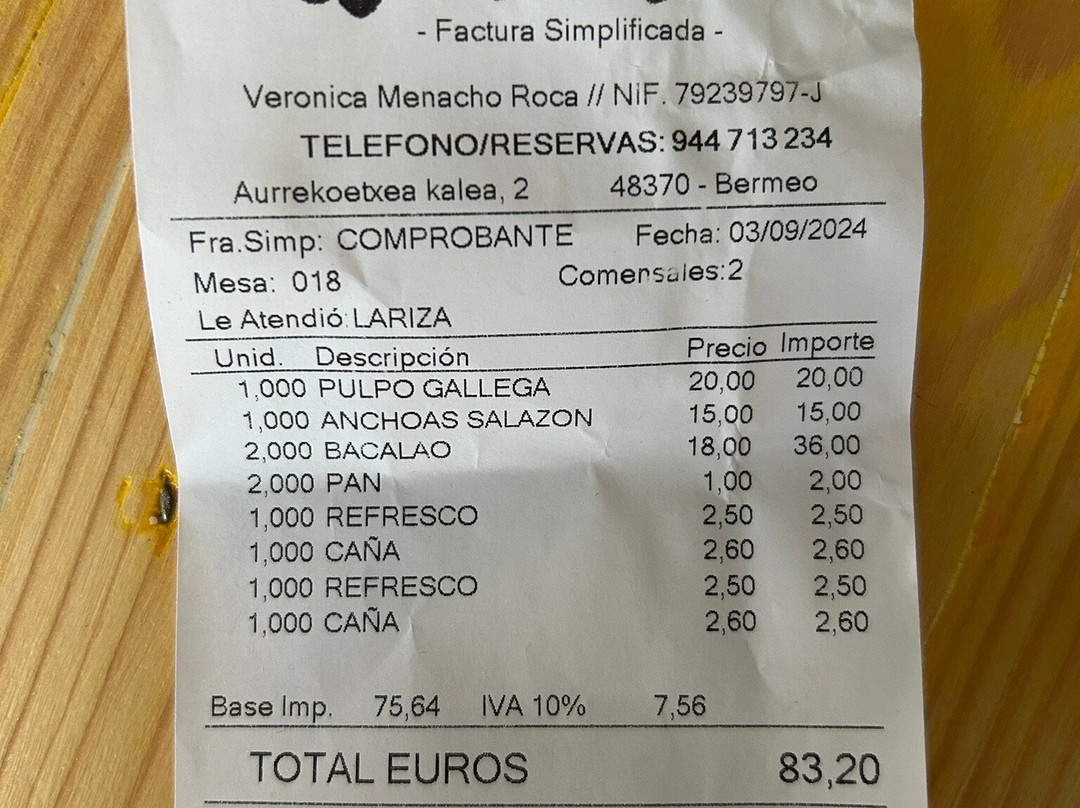 - Factura Simplificada -
Veronica Menacho Roca // NiF. 79239797-J
TELEFONO/RESERVAS: 944 713 234
Aurrekoetxea kalea, 2 48370 - Bermeo
Fra.Simp: COMPROBANTE Fecha: 03/09/2024
Mesa: 018 Comensales:2
Le Atendió:LARIZA
Unid. Descripción Precio Importe
1,000 PULPO GALLEGA 20,00 20,00
1,000 ANCHOAS SALAZON 15,00 15,00
2,000 BACALAO 18,00 36,00
2,000 PAN 1,00 2,00
1,000 REFRESCO 2,50 2,50
1,000 CAÑA 2,60 2,60
1,000 REFRESCO 2,50 2,50
1,000 CAÑA 2,60 2,60
Base Imp. 75,64 IVA 10% 7,56
TOTAL EUROS 83,20